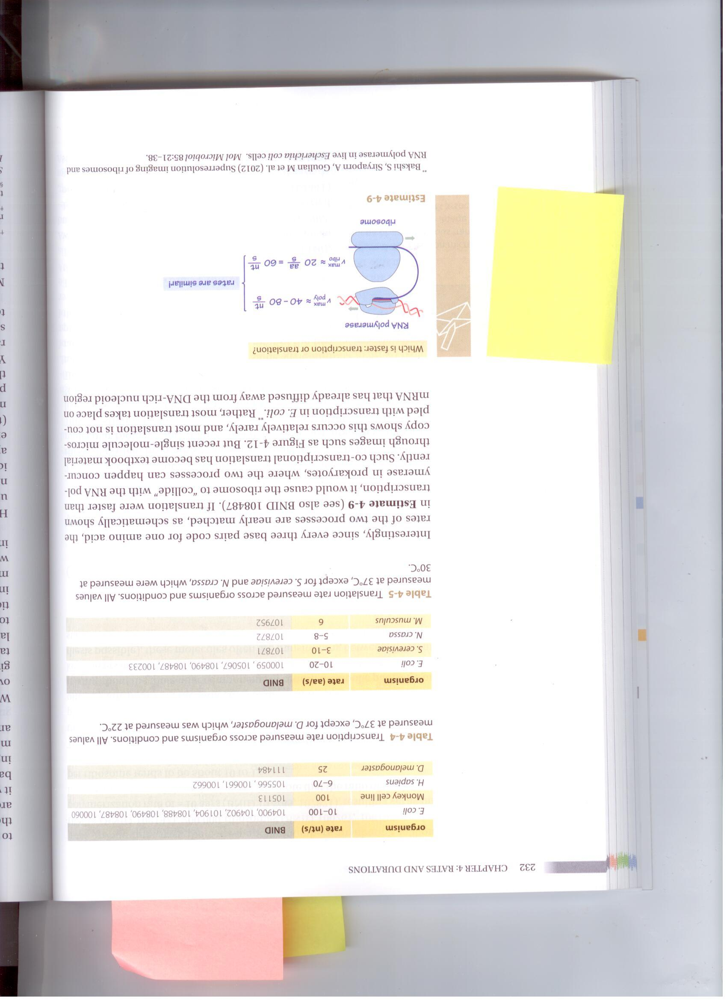 232 CHAPTER 4: RATES AND DURATIONS
organism rate (nt/s) BNID
E. coli 10–100 104900, 104902, 101904, 108488, 108490, 108487, 100060
Monkey cell line 100 105113
H. sapiens 6–70 105566, 100661, 100662
D. melanogaster 25 111484
Table 4-4 Transcription rate measured across organisms and conditions. All values
measured at 37°C, except for D. melanogaster, which was measured at 22°C.
organism rate (aa/s) BNID
E. coli 10–20 100059, 105067, 108490, 108487, 100233
S. cerevisiae 3–10 107871
N. crassa 5–8 107872
M. musculus 6 107952
Table 4-5 Translation rate measured across organisms and conditions. All values
measured at 37°C, except for S. cerevisiae and N. crassa, which were measured at
30°C.
Interestingly, since every three base pairs code for one amino acid, the
rates of the two processes are nearly matched, as schematically shown
in Estimate 4-9 (see also BNID 108487). If translation were faster than
transcription, it would cause the ribosome to “collide” with the RNA pol-
ymerase in prokaryotes, where the two processes can happen concur-
rently. Such co-transcriptional translation has become textbook material
through images such as Figure 4-12. But recent single-molecule micros-
copy shows this occurs relatively rarely, and most translation is not cou-
pled with transcription in E. coli.** Rather, most translation takes place on
mRNA that has already diffused away from the DNA-rich nucleoid region
Which is faster: transcription or translation?
RNA polymerase
v max poly ≈ 40–80 nt/s
rates are similar!
v max ribo ≈ 20 aa/s = 60 nt/s
ribosome
Estimate 4-9
** Bakshi S, Siryaporn A, Goulian M et al. (2012) Superresolution imaging of ribosomes and
RNA polymerase in live Escherichia coli cells. Mol Microbiol 85:21–38.